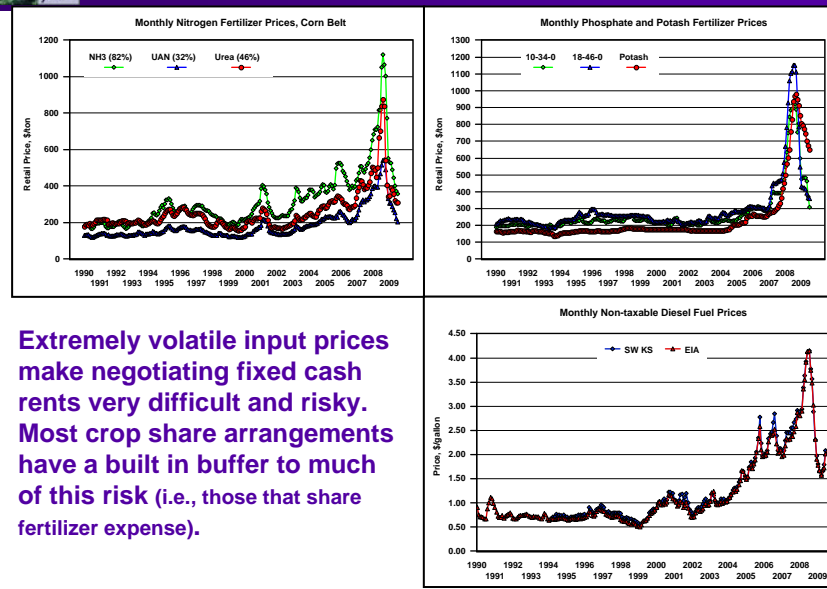 Monthly Nitrogen Fertilizer Prices, Corn Belt
1200
1000
800
600
400
200
0
Retail Price, $/ton
NH3 (82%) UAN (32%) Urea (46%)
1990 1992 1994 1996 1998 2000 2002 2004 2006 2008
1991 1993 1995 1997 1999 2001 2003 2005 2007 2009
Monthly Phosphate and Potash Fertilizer Prices
1300
1200
1100
1000
900
800
700
600
500
400
300
200
100
0
Retail Price, $/ton
10-34-0 18-46-0 Potash
1990 1992 1994 1996 1998 2000 2002 2004 2006 2008
1991 1993 1995 1997 1999 2001 2003 2005 2007 2009
Extremely volatile input prices
make negotiating fixed cash
rents very difficult and risky.
Most crop share arrangements
have a built in buffer to much
of this risk (i.e., those that share
fertilizer expense).
Monthly Non-taxable Diesel Fuel Prices
4.50
4.00
3.50
3.00
2.50
2.00
1.50
1.00
0.50
0.00
Price, $/gallon
SW KS EIA
1990 1992 1994 1996 1998 2000 2002 2004 2006 2008
1991 1993 1995 1997 1999 2001 2003 2005 2007 2009